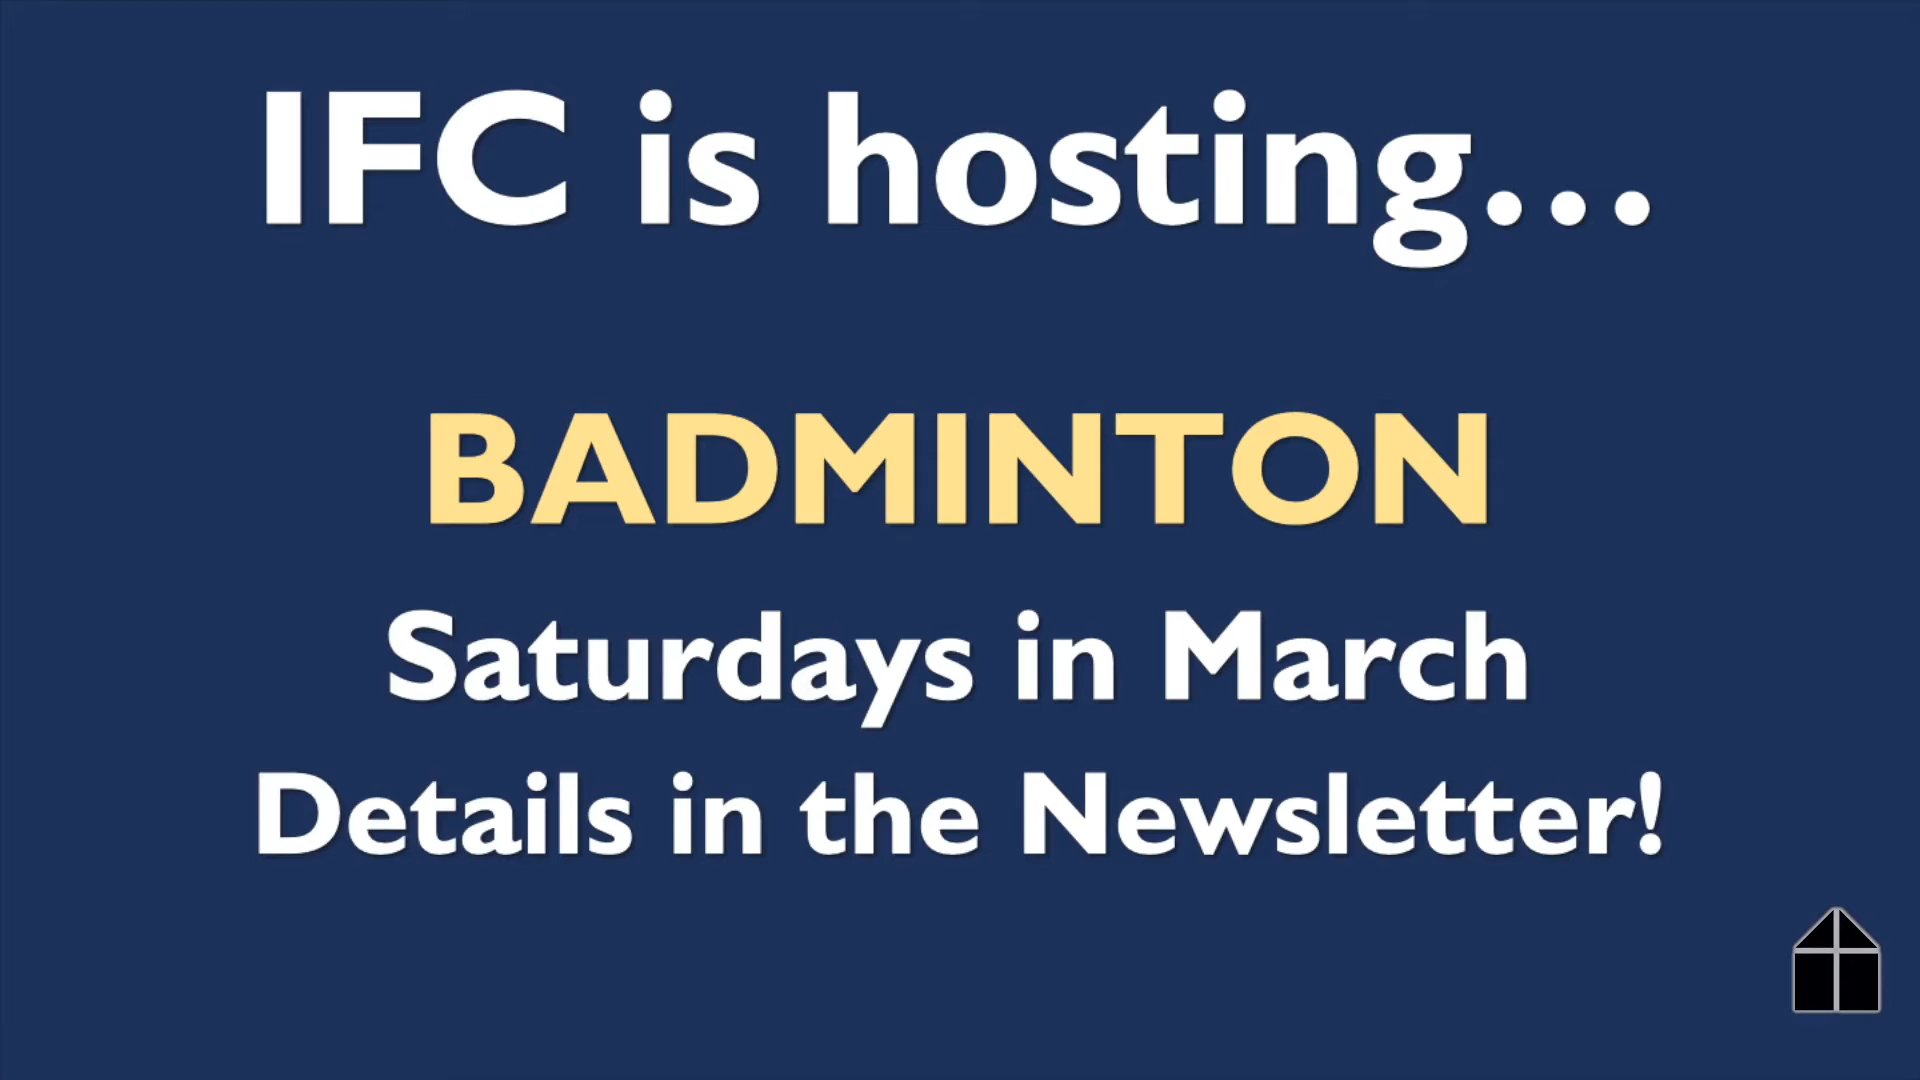 IFC is hosting...
BADMINTON
Saturdays in March
Details in the Newsletter!